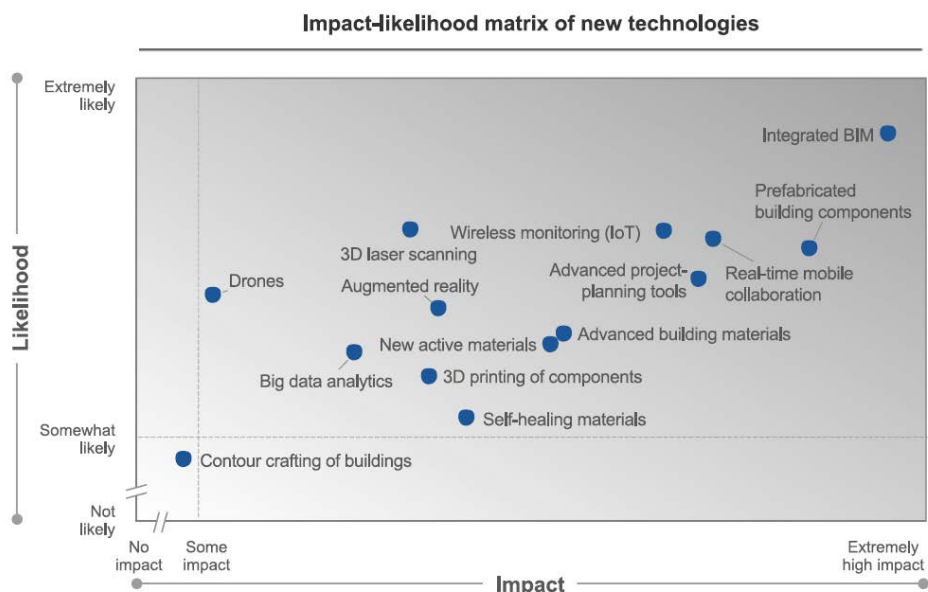 Impact-likelihood matrix of new technologies
Extremely
likely
Integrated BIM
Prefabricated
building components
Wireless monitoring (IoT)
3D laser scanning
Advanced project-
planning tools
Real-time mobile
collaboration
Drones
Augmented reality
Likelihood
New active materials
Advanced building materials
Big data analytics
3D printing of components
Self-healing materials
Somewhat
likely
Contour crafting of buildings
Not
likely
No
impact
Some
impact
Extremely
high impact
Impact